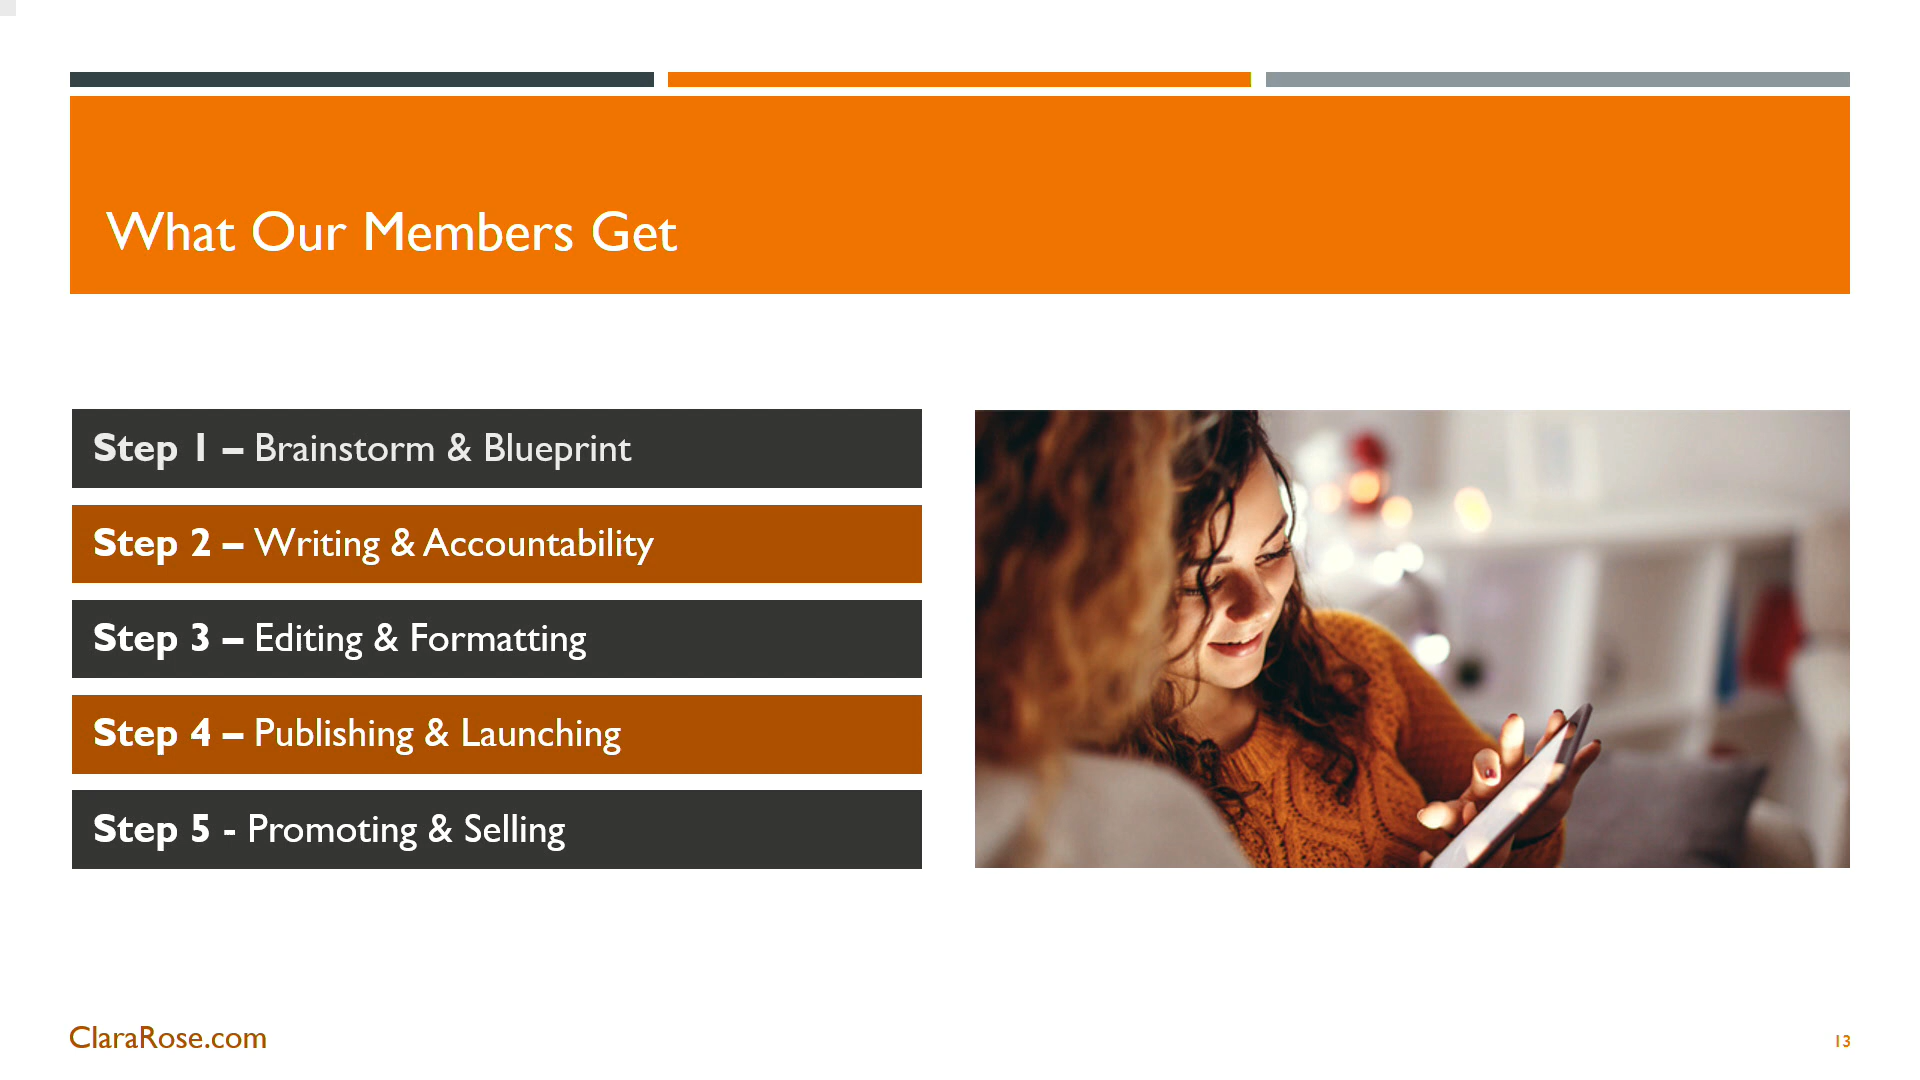 What Our Members Get
Step 1 – Brainstorm & Blueprint
Step 2 – Writing & Accountability
Step 3 – Editing & Formatting
Step 4 – Publishing & Launching
Step 5 - Promoting & Selling
ClaraRose.com
13